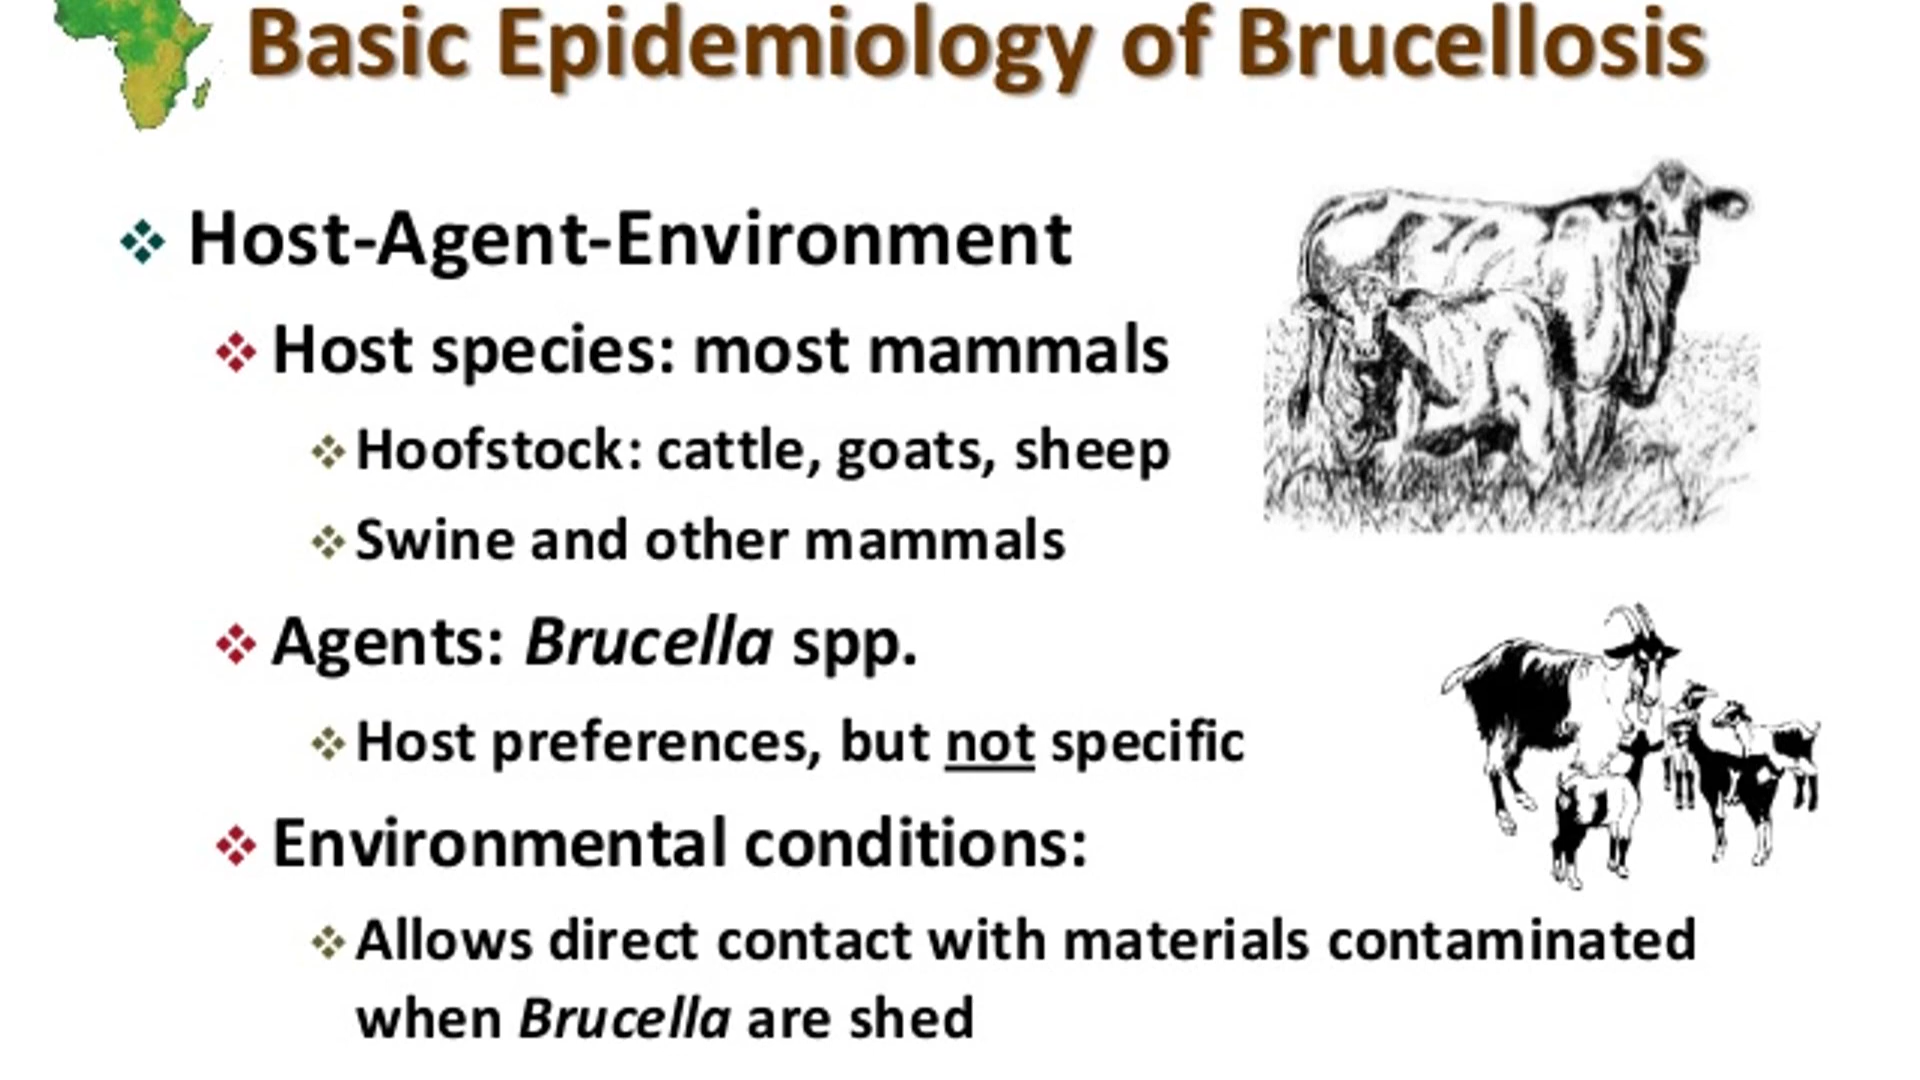 Basic Epidemiology of Brucellosis
Host-Agent-Environment
Host species: most mammals
Hoofstock: cattle, goats, sheep
Swine and other mammals
Agents: Brucella spp.
Host preferences, but not specific
Environmental conditions:
Allows direct contact with materials contaminated
when Brucella are shed